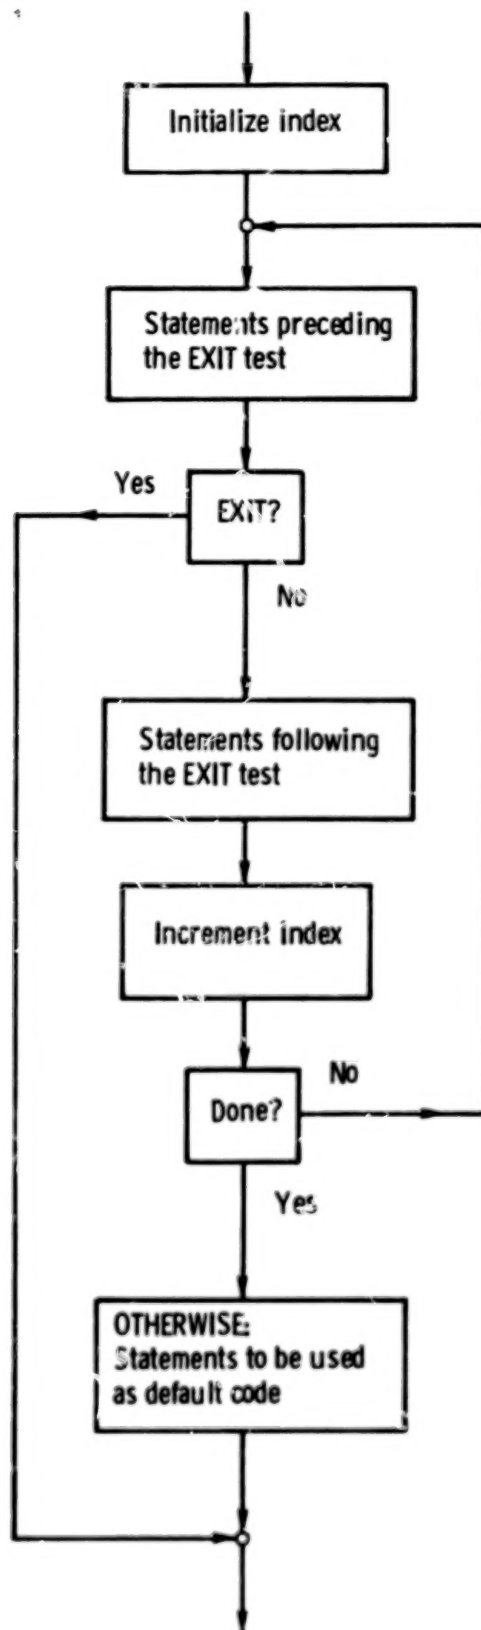 Initialize index
Statements preceding
the EXIT test
Yes
EXIT?
No
Statements following
the EXIT test
Increment index
No
Done?
Yes
OTHERWISE:
Statements to be used
as default code